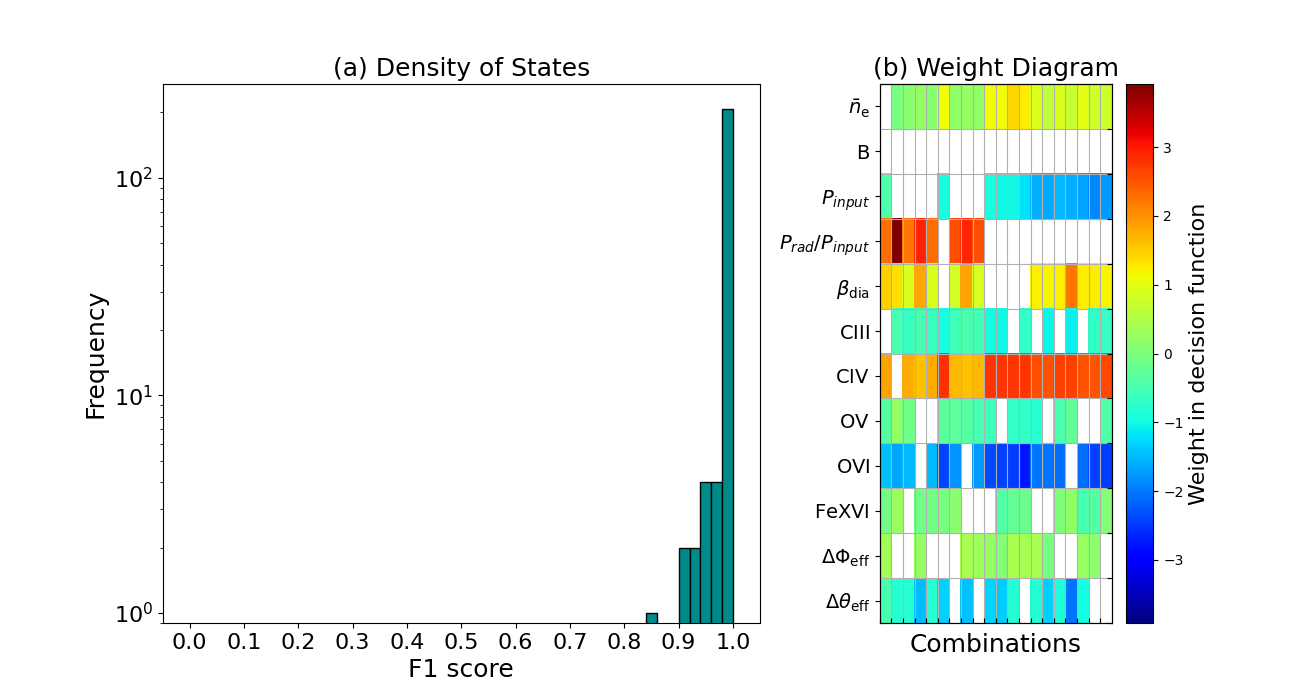 (a) Density of States
Frequency
10²
10¹
10⁰
0.0 0.1 0.2 0.3 0.4 0.5 0.6 0.7 0.8 0.9 1.0
F1 score
(b) Weight Diagram
n̄e
B
Pinput
Prad/Pinput
βdia
CIII
CIV
OV
OVI
FeXVI
ΔΦeff
Δθeff
Combinations
3
2
1
0
−1
−2
−3
Weight in decision function